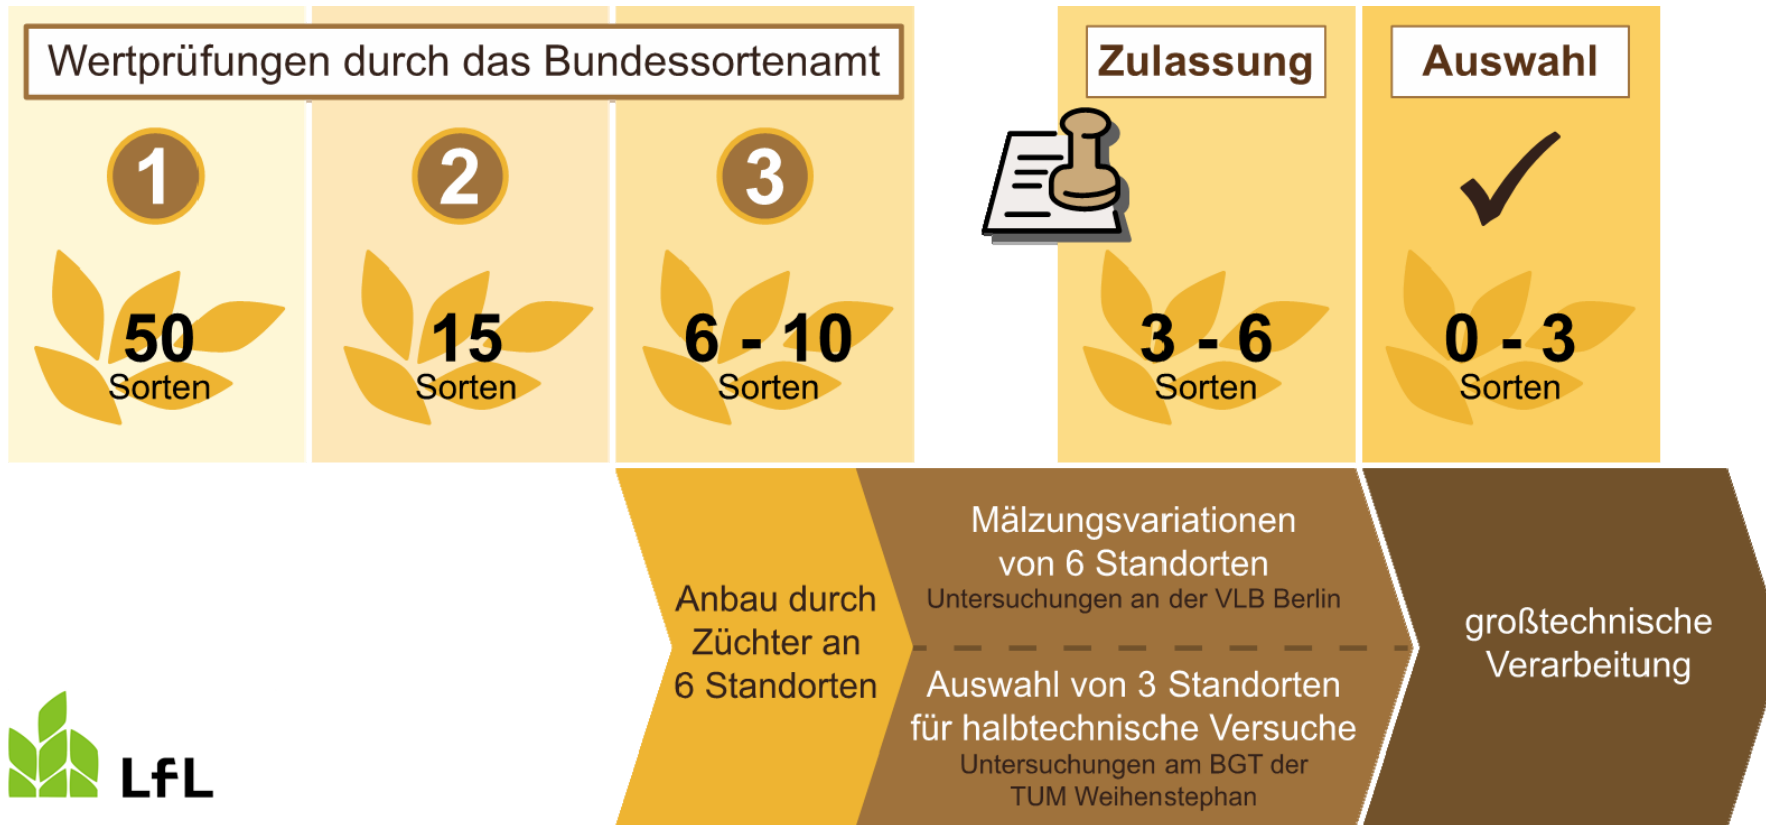 Wertprüfungen durch das Bundessortenamt
Zulassung
Auswahl
1
2
3
50
Sorten
15
Sorten
6 - 10
Sorten
3 - 6
Sorten
0 - 3
Sorten
Anbau durch
Züchter an
6 Standorten
Mälzungsvariationen
von 6 Standorten
Untersuchungen an der VLB Berlin
Auswahl von 3 Standorten
für halbtechnische Versuche
Untersuchungen am BGT der
TUM Weihenstephan
großtechnische
Verarbeitung
LfL